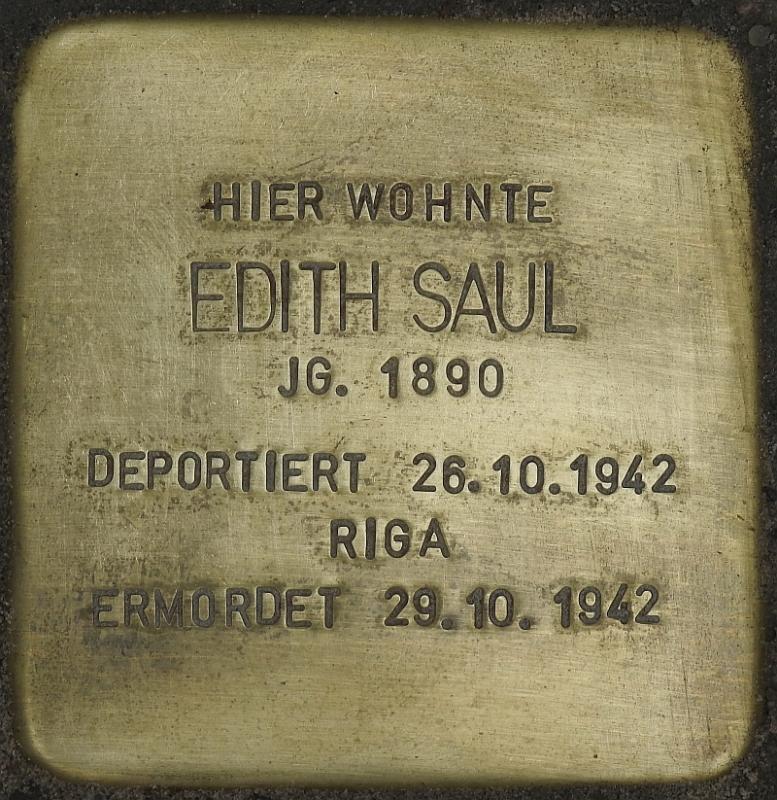 HIER WOHNTE
EDITH SAUL
JG. 1890
DEPORTIERT 26.10.1942
RIGA
ERMORDET 29.10.1942